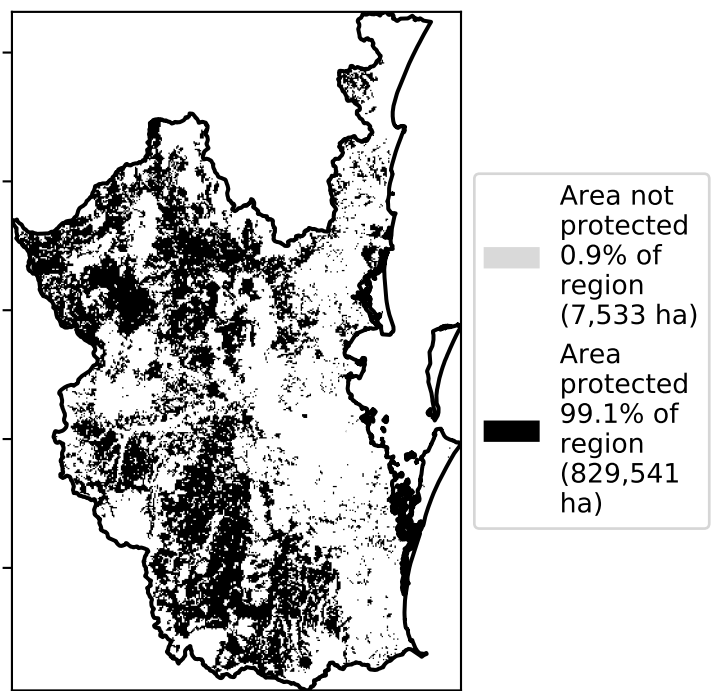 Area not
protected
0.9% of
region
(7,533 ha)
Area
protected
99.1% of
region
(829,541
ha)